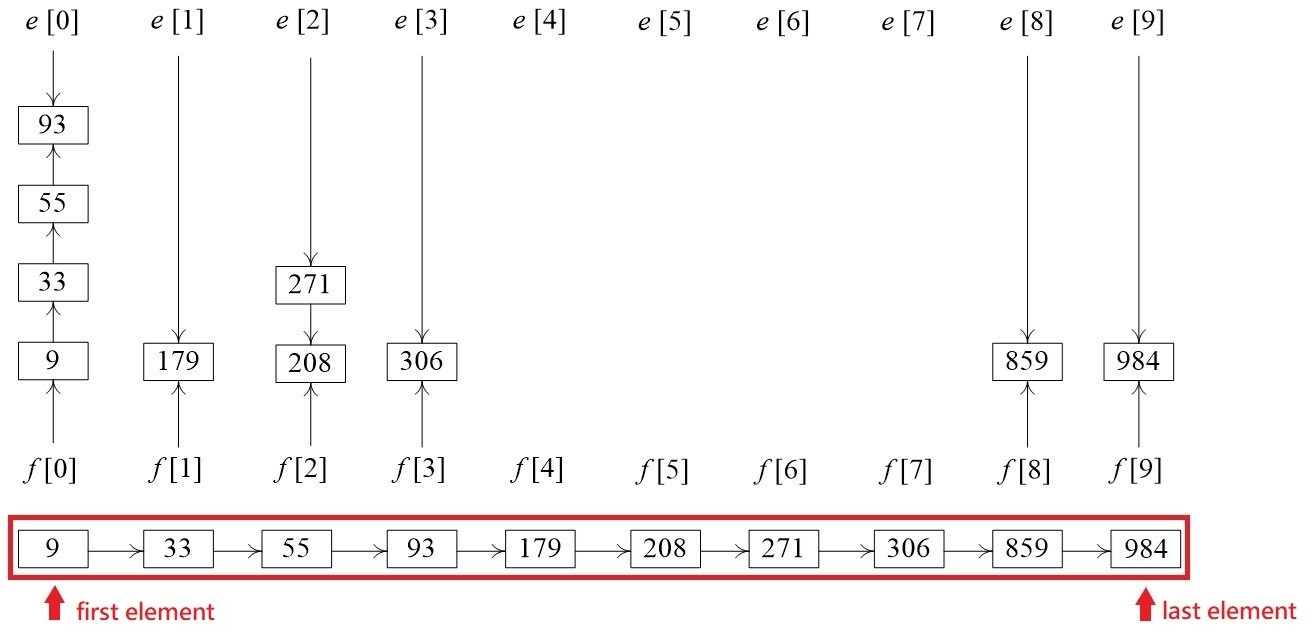 e [0] e [1] e [2] e [3] e [4] e [5] e [6] e [7] e [8] e [9]
93
55
33 271
9 179 208 306 859 984
f [0] f [1] f [2] f [3] f [4] f [5] f [6] f [7] f [8] f [9]
9 33 55 93 179 208 271 306 859 984
first element last element